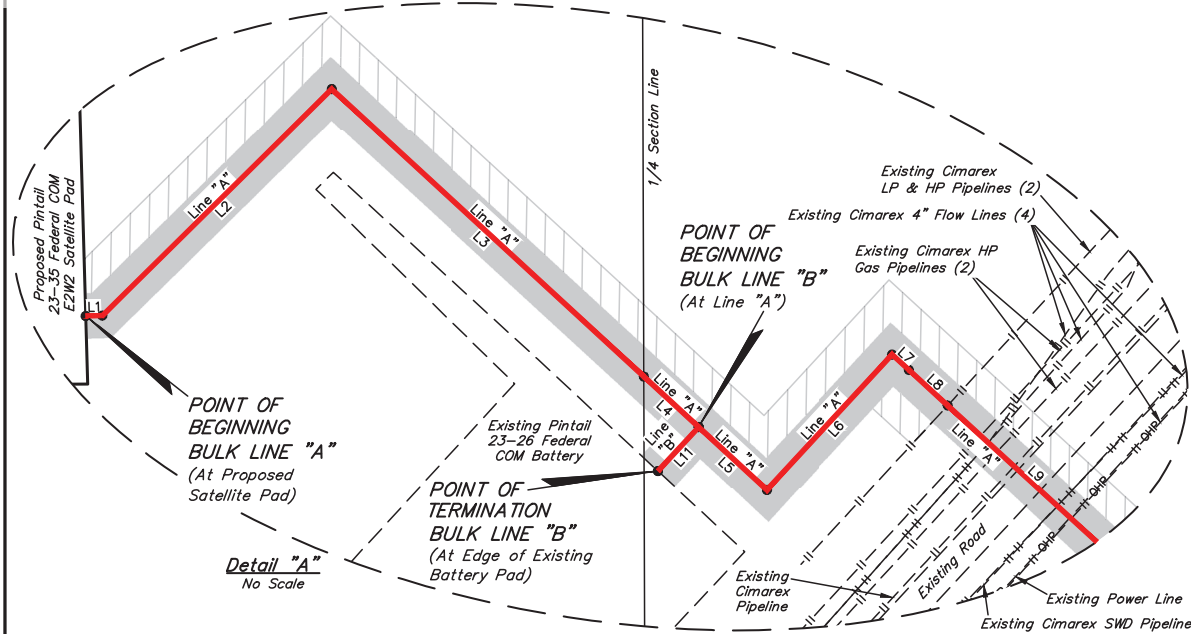 Proposed Pintail
23-35 Federal COM
E2W2 Satellite Pad
L1
Line "A"
L2
Line "A"
L3
1/4 Section Line
POINT OF
BEGINNING
BULK LINE "A"
(At Proposed
Satellite Pad)
Detail "A"
No Scale
Existing Pintail
23-26 Federal
COM Battery
POINT OF
TERMINATION
BULK LINE "B"
(At Edge of Existing
Battery Pad)
Line "A"
L4
Line
"B"
L11
Line "A"
L5
POINT OF
BEGINNING
BULK LINE "B"
(At Line "A")
Line "A"
L6
L7
L8
Line "A"
L9
Existing Cimarex
LP & HP Pipelines (2)
Existing Cimarex 4" Flow Lines (4)
Existing Cimarex HP
Gas Pipelines (2)
OHP
OHP
OHP
Existing Road
Existing
Cimarex
Pipeline
Existing Power Line
Existing Cimarex SWD Pipeline